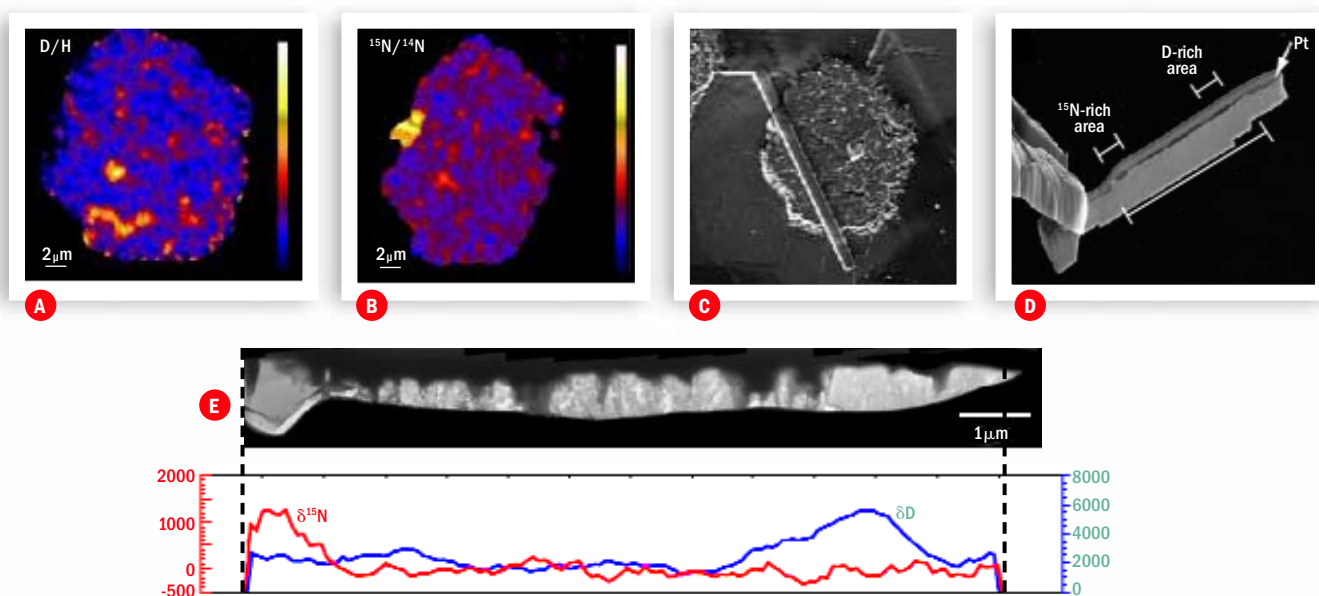 D/H
2μm
A
¹⁵N/¹⁴N
2μm
B
C
D-rich
area
Pt
¹⁵N-rich
area
D
E
1μm
2000
1000
0
-500
δ¹⁵N
δD
8000
6000
4000
2000
0